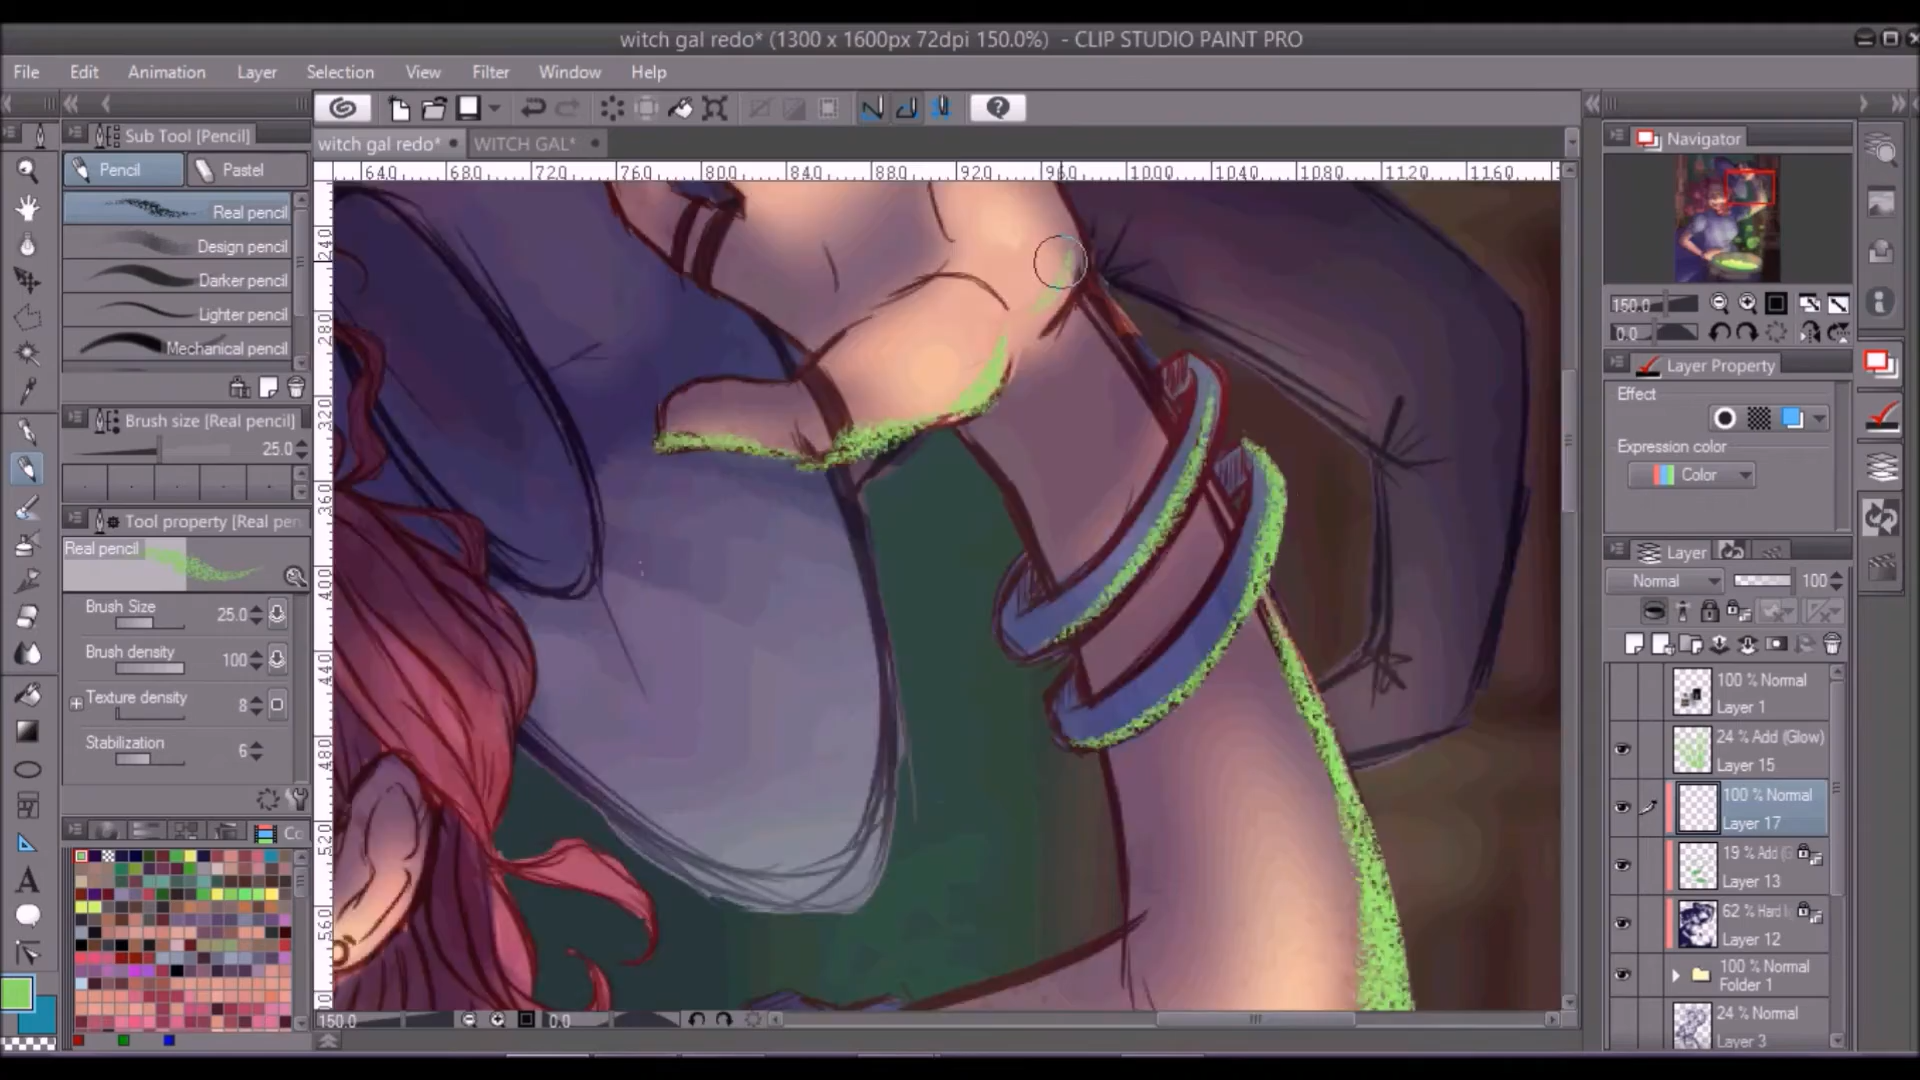 witch gal redo* (1300 x 1600px 72dpi 150.0%) - CLIP STUDIO PAINT PRO
File Edit Animation Layer Selection View Filter Window Help
Sub Tool [Pencil]
Pencil Pastel
Real pencil
Design pencil
Darker pencil
Lighter pencil
Mechanical pencil
Brush size [Real pencil]
25.0
Tool property [Real pen
Real pencil
Brush Size 25.0
Brush density 100
Texture density 8
Stabilization 6
Co
witch gal redo* WITCH GAL*
640 680 720 760 800 840 880 920 960 1000 1040 1080 1120 1160
240
280
320
360
400
440
480
520
560
150.0 0.0
Navigator
150.0
0.0
Layer Property
Effect
Expression color
Color
Layer
Normal 100
100 % Normal
Layer 1
24 % Add (Glow)
Layer 15
100 % Normal
Layer 17
19 % Add (G
Layer 13
62 % Hard li
Layer 12
100 % Normal
Folder 1
24 % Normal
Layer 3